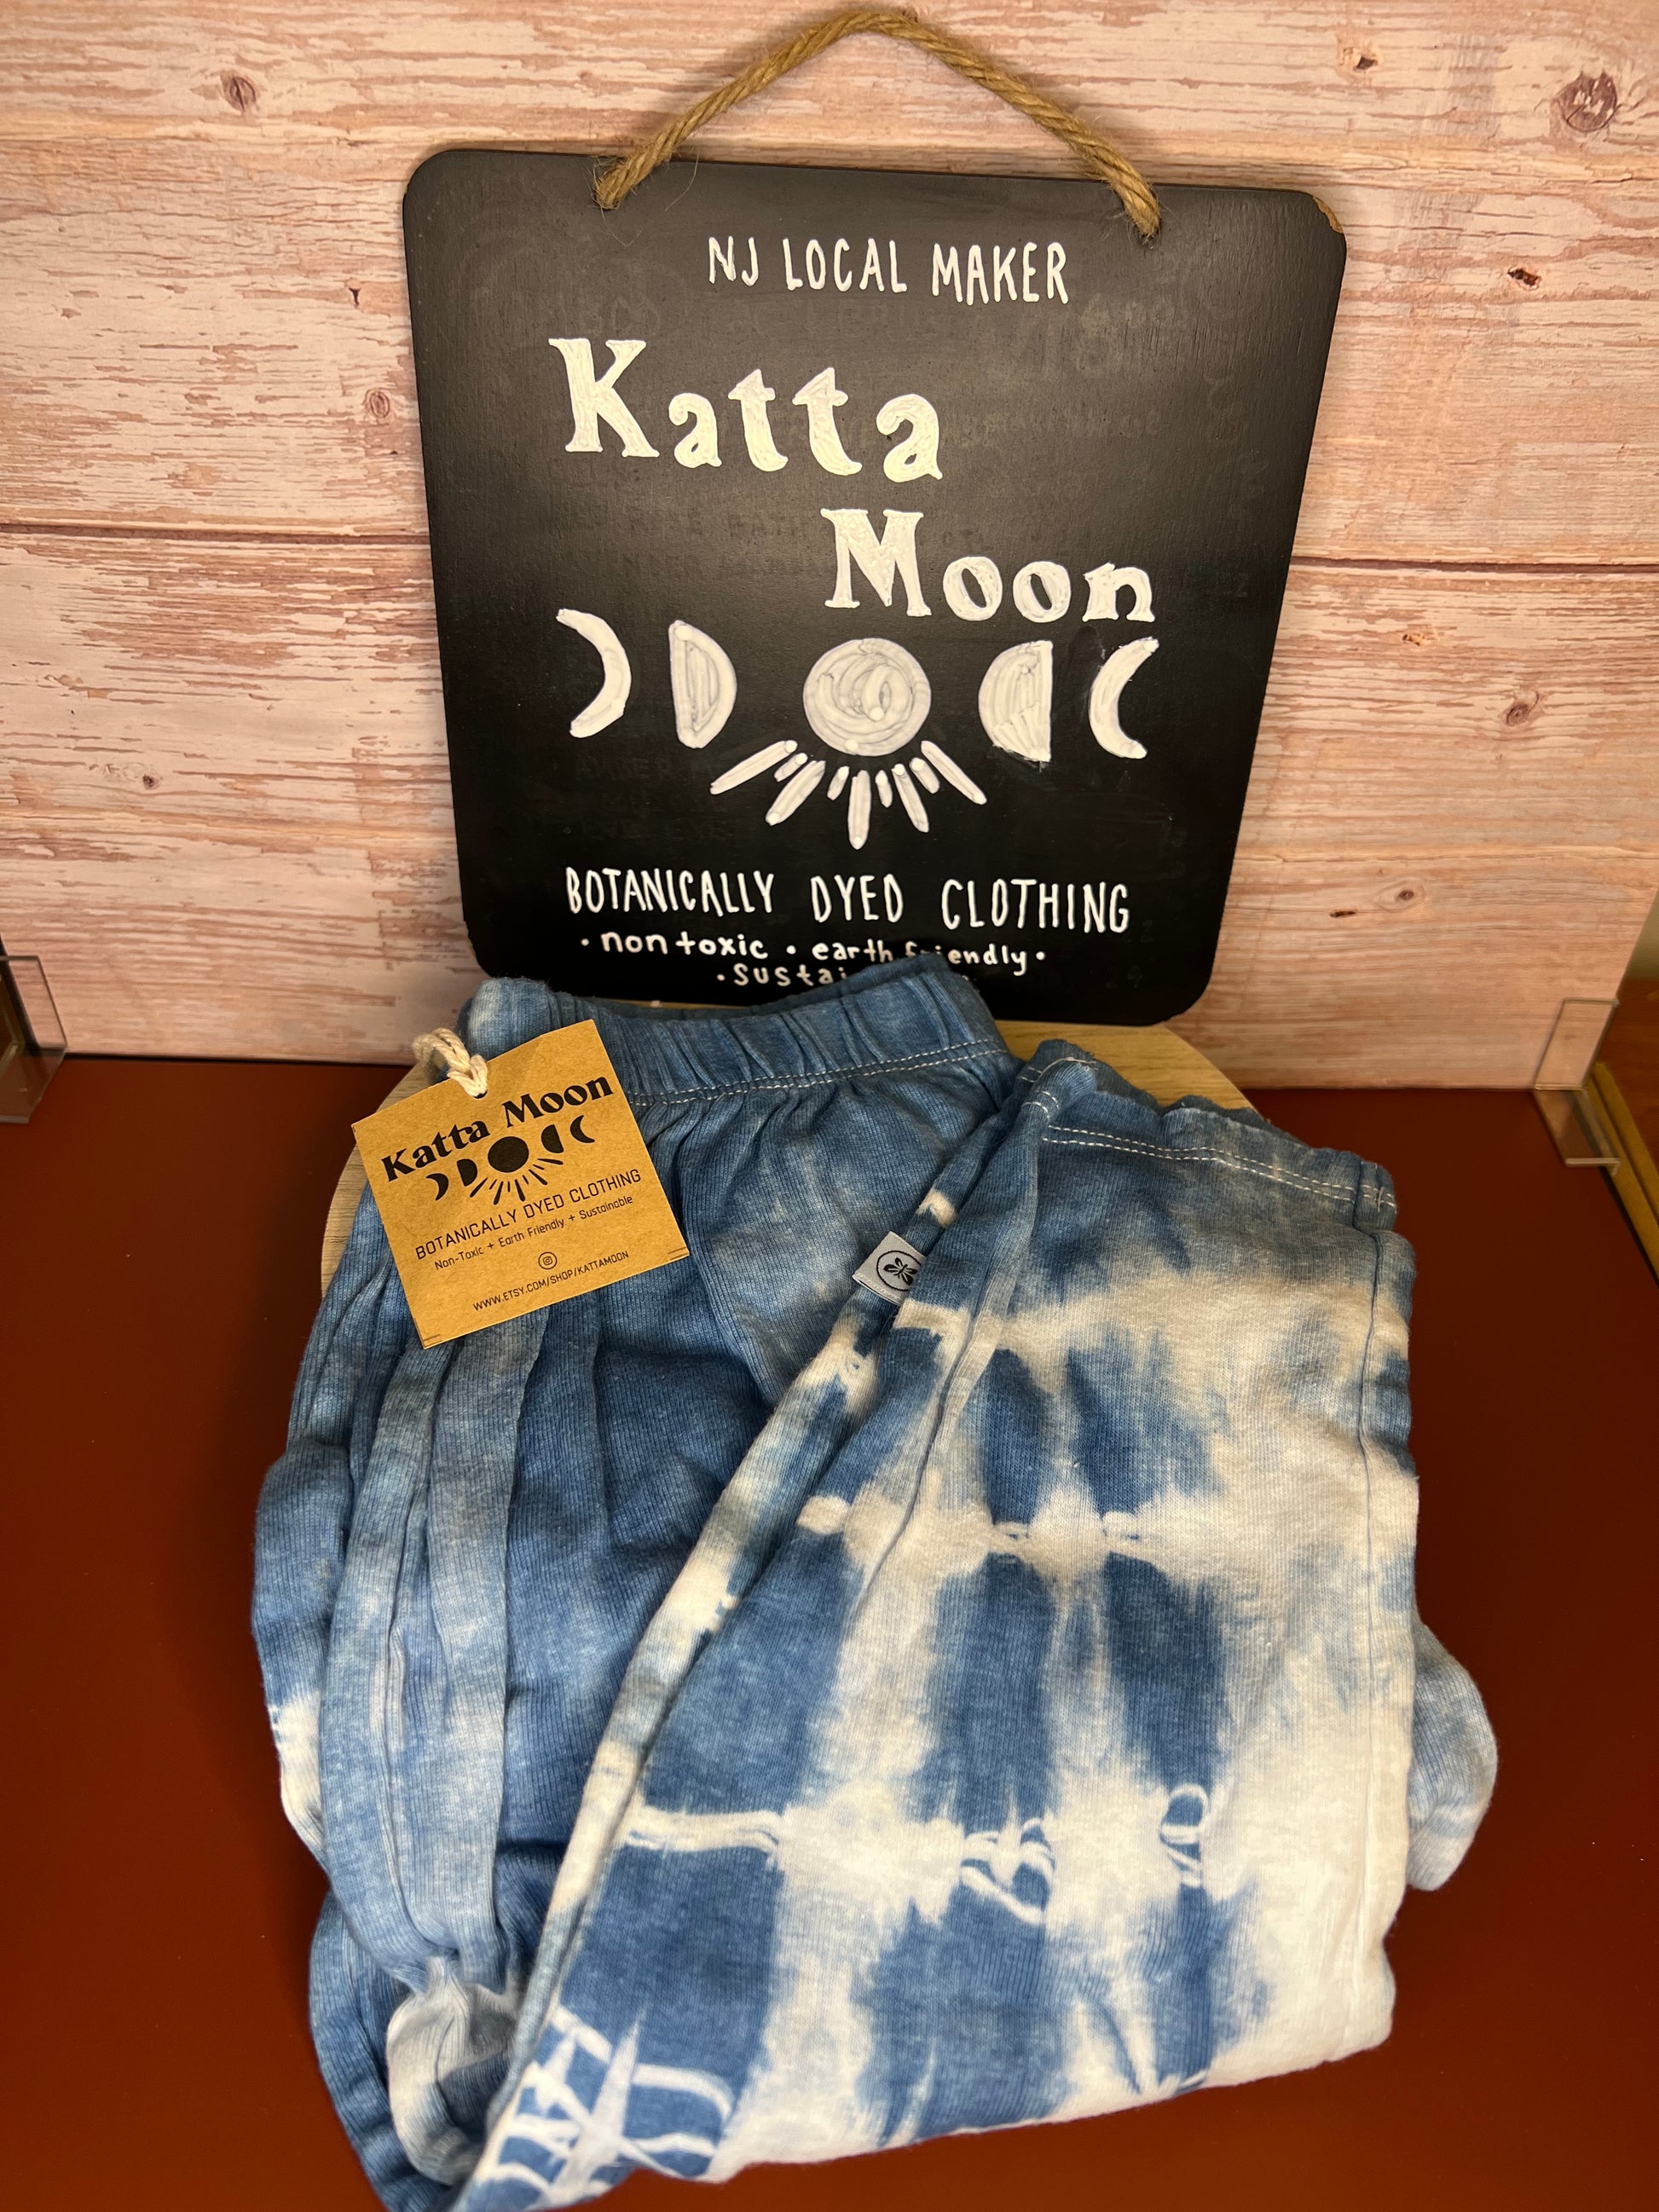 NJ LOCAL MAKER
Katta
Moon
BOTANICALLY DYED CLOTHING
• non toxic • earth friendly •
Katta Moon
BOTANICALLY DYED CLOTHING
Non-Toxic + Earth Friendly + Sustainable
WWW.ETSY.COM/SHOP/KATTAMOON